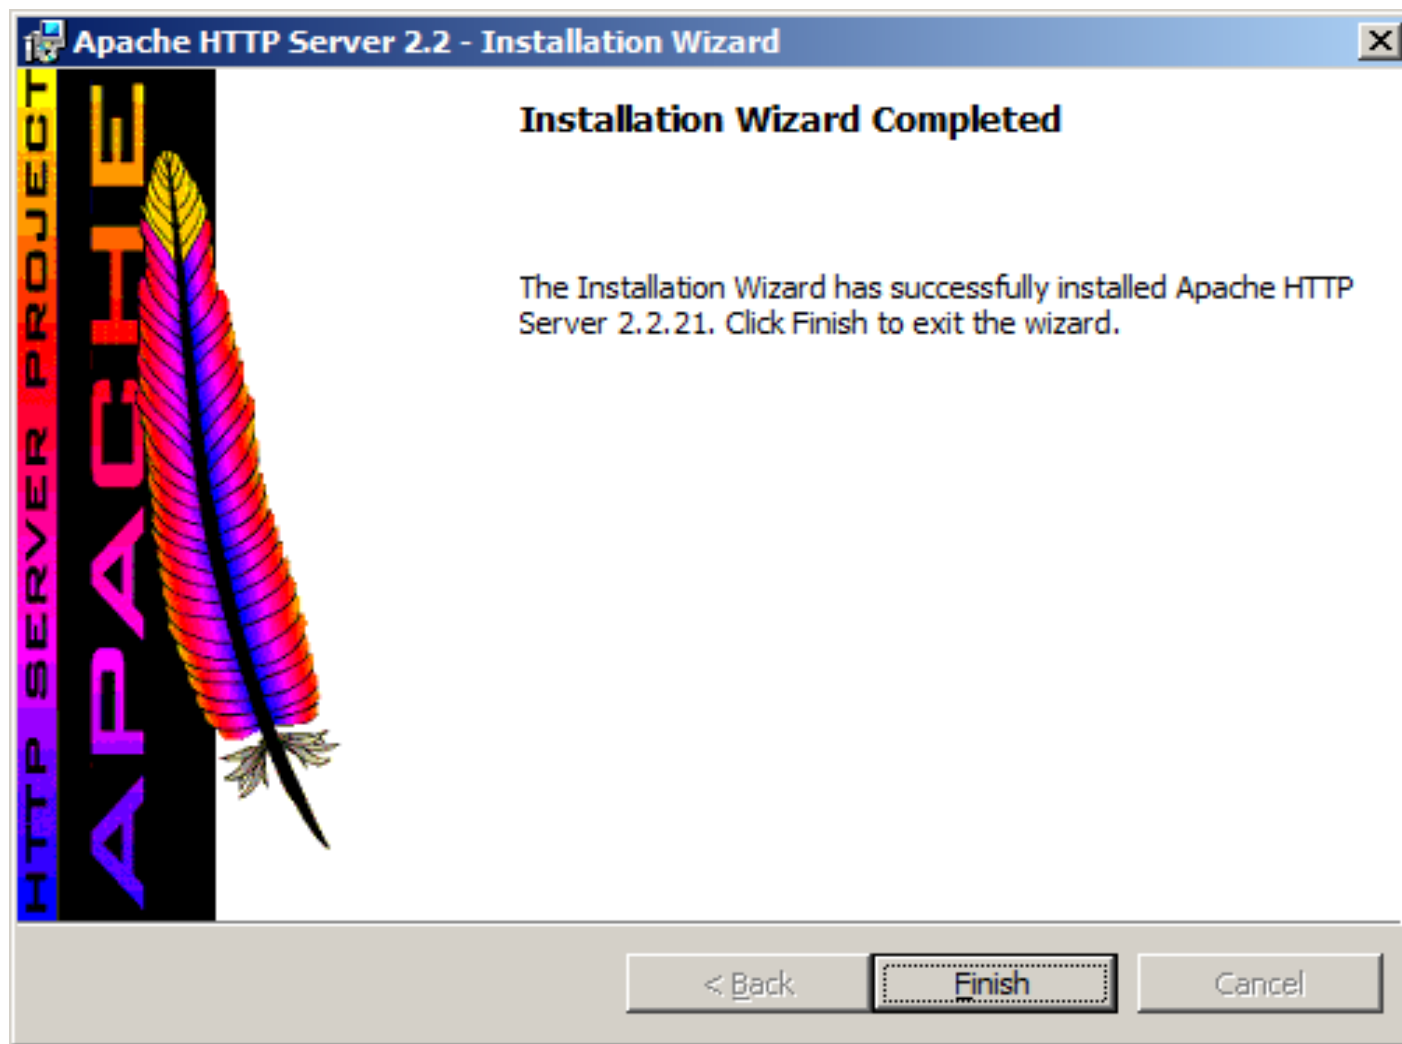 Apache HTTP Server 2.2 - Installation Wizard
HTTP SERVER PROJECT
APACHE
Installation Wizard Completed
The Installation Wizard has successfully installed Apache HTTP
Server 2.2.21. Click Finish to exit the wizard.
< Back
Finish
Cancel